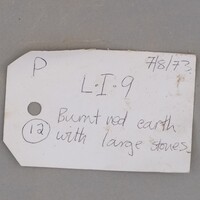 P 7/8/73
L-I-9
12 Burnt red earth
with large stones